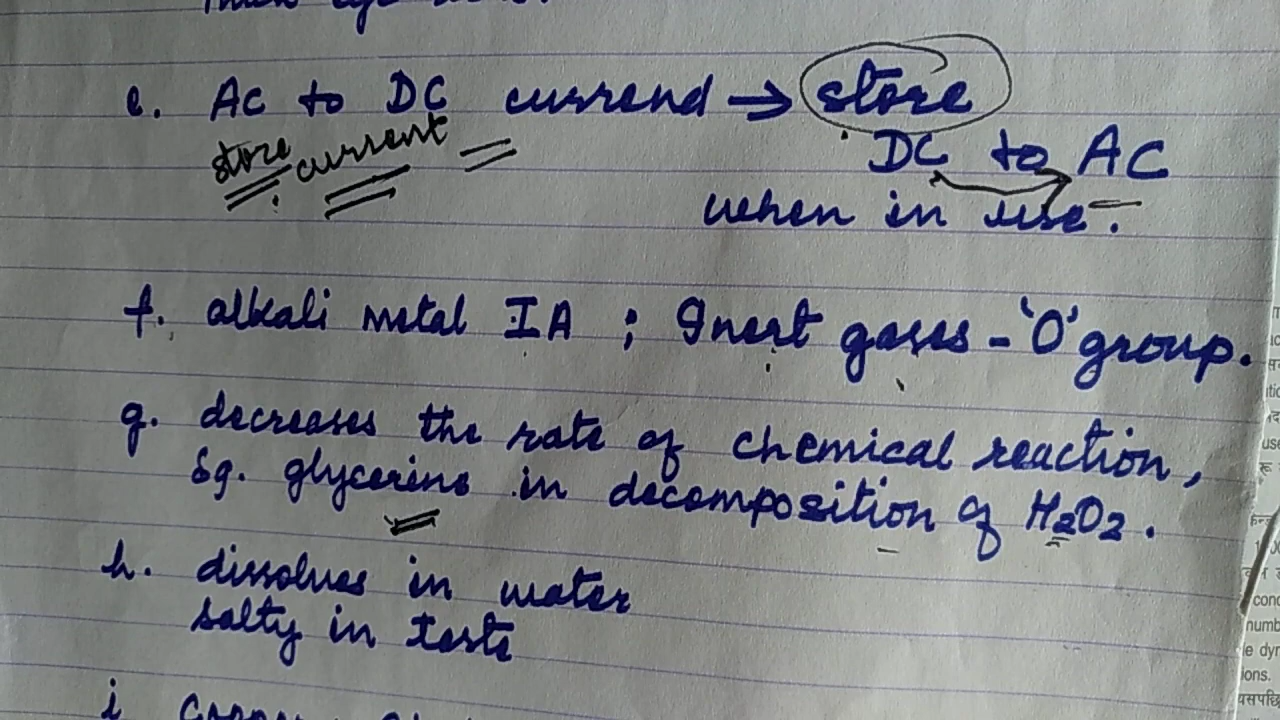 e. AC to DC currend → store
store current
DC to AC
when in use.
f. alkali metal IA ; Inert gases - 'O' group.
g. decreases the rate of chemical reaction,
Eg. glycerine in decomposition of H2O2.
h. dissolves in water
salty in taste
i